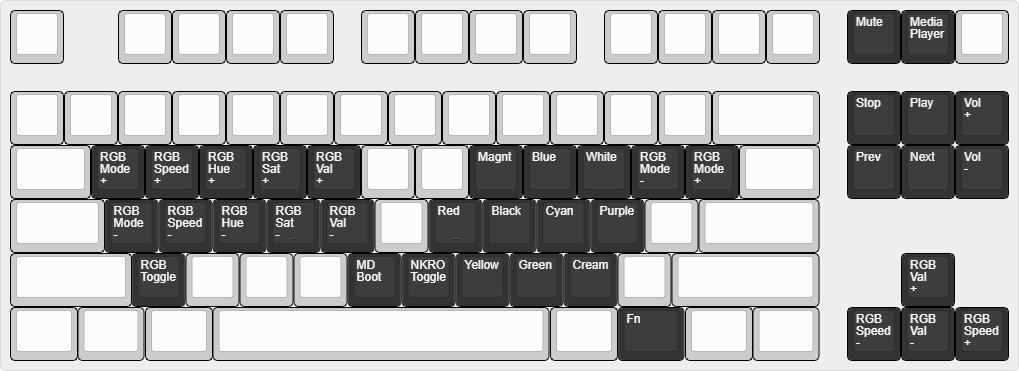 Mute
Media
Player
Stop
Play
Vol
+
RGB
Mode
+
RGB
Speed
+
RGB
Hue
+
RGB
Sat
+
RGB
Val
+
Magnt
Blue
White
RGB
Mode
-
RGB
Mode
+
Prev
Next
Vol
-
RGB
Mode
-
RGB
Speed
-
RGB
Hue
-
RGB
Sat
-
RGB
Val
-
Red
Black
Cyan
Purple
RGB
Toggle
MD
Boot
NKRO
Toggle
Yellow
Green
Cream
RGB
Val
+
Fn
RGB
Speed
-
RGB
Val
-
RGB
Speed
+